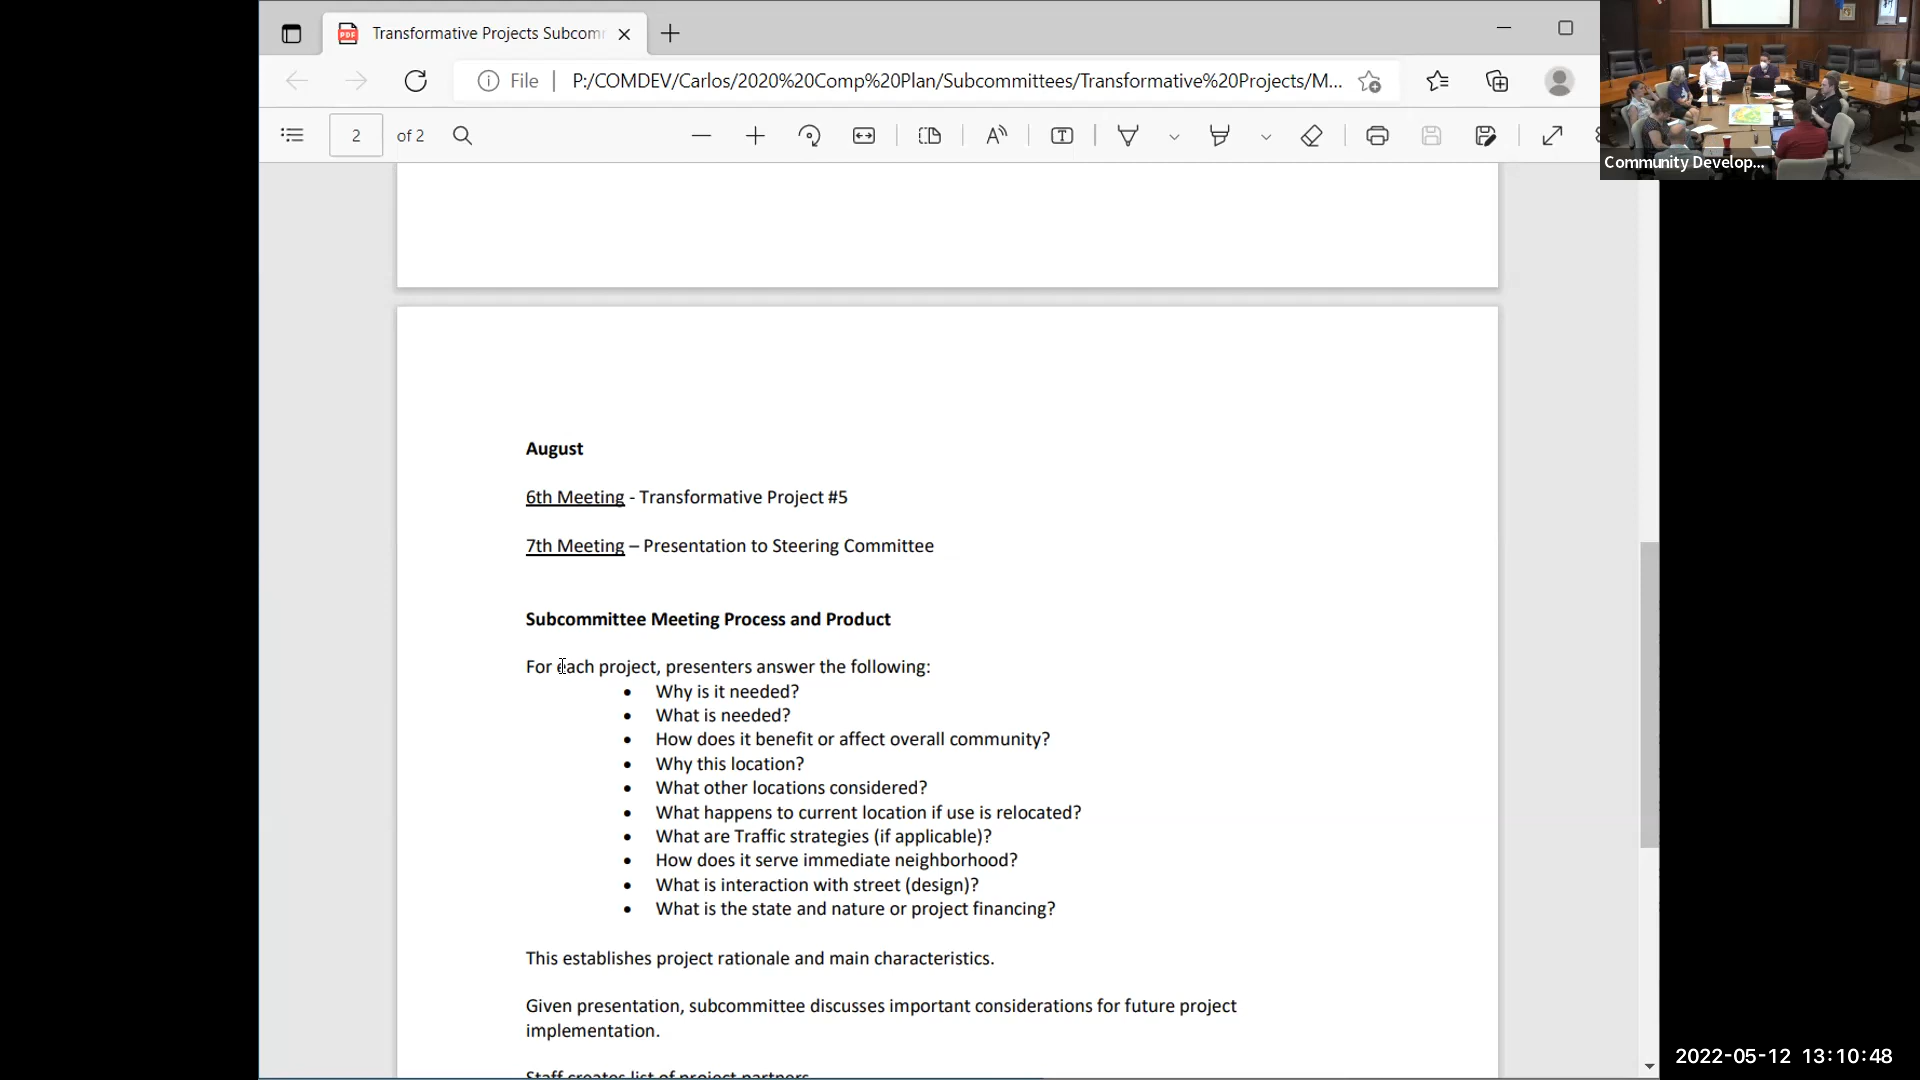 Transformative Projects Subcom
File
P:/COMDEV/Carlos/2020%20Comp%20Plan/Subcommittees/Transformative%20Projects/M...
2 of 2
Community Develop...
August
6th Meeting - Transformative Project #5
7th Meeting – Presentation to Steering Committee
Subcommittee Meeting Process and Product
For each project, presenters answer the following:
• Why is it needed?
• What is needed?
• How does it benefit or affect overall community?
• Why this location?
• What other locations considered?
• What happens to current location if use is relocated?
• What are Traffic strategies (if applicable)?
• How does it serve immediate neighborhood?
• What is interaction with street (design)?
• What is the state and nature or project financing?
This establishes project rationale and main characteristics.
Given presentation, subcommittee discusses important considerations for future project
implementation.
Staff creates list of project partners
2022-05-12 13:10:48